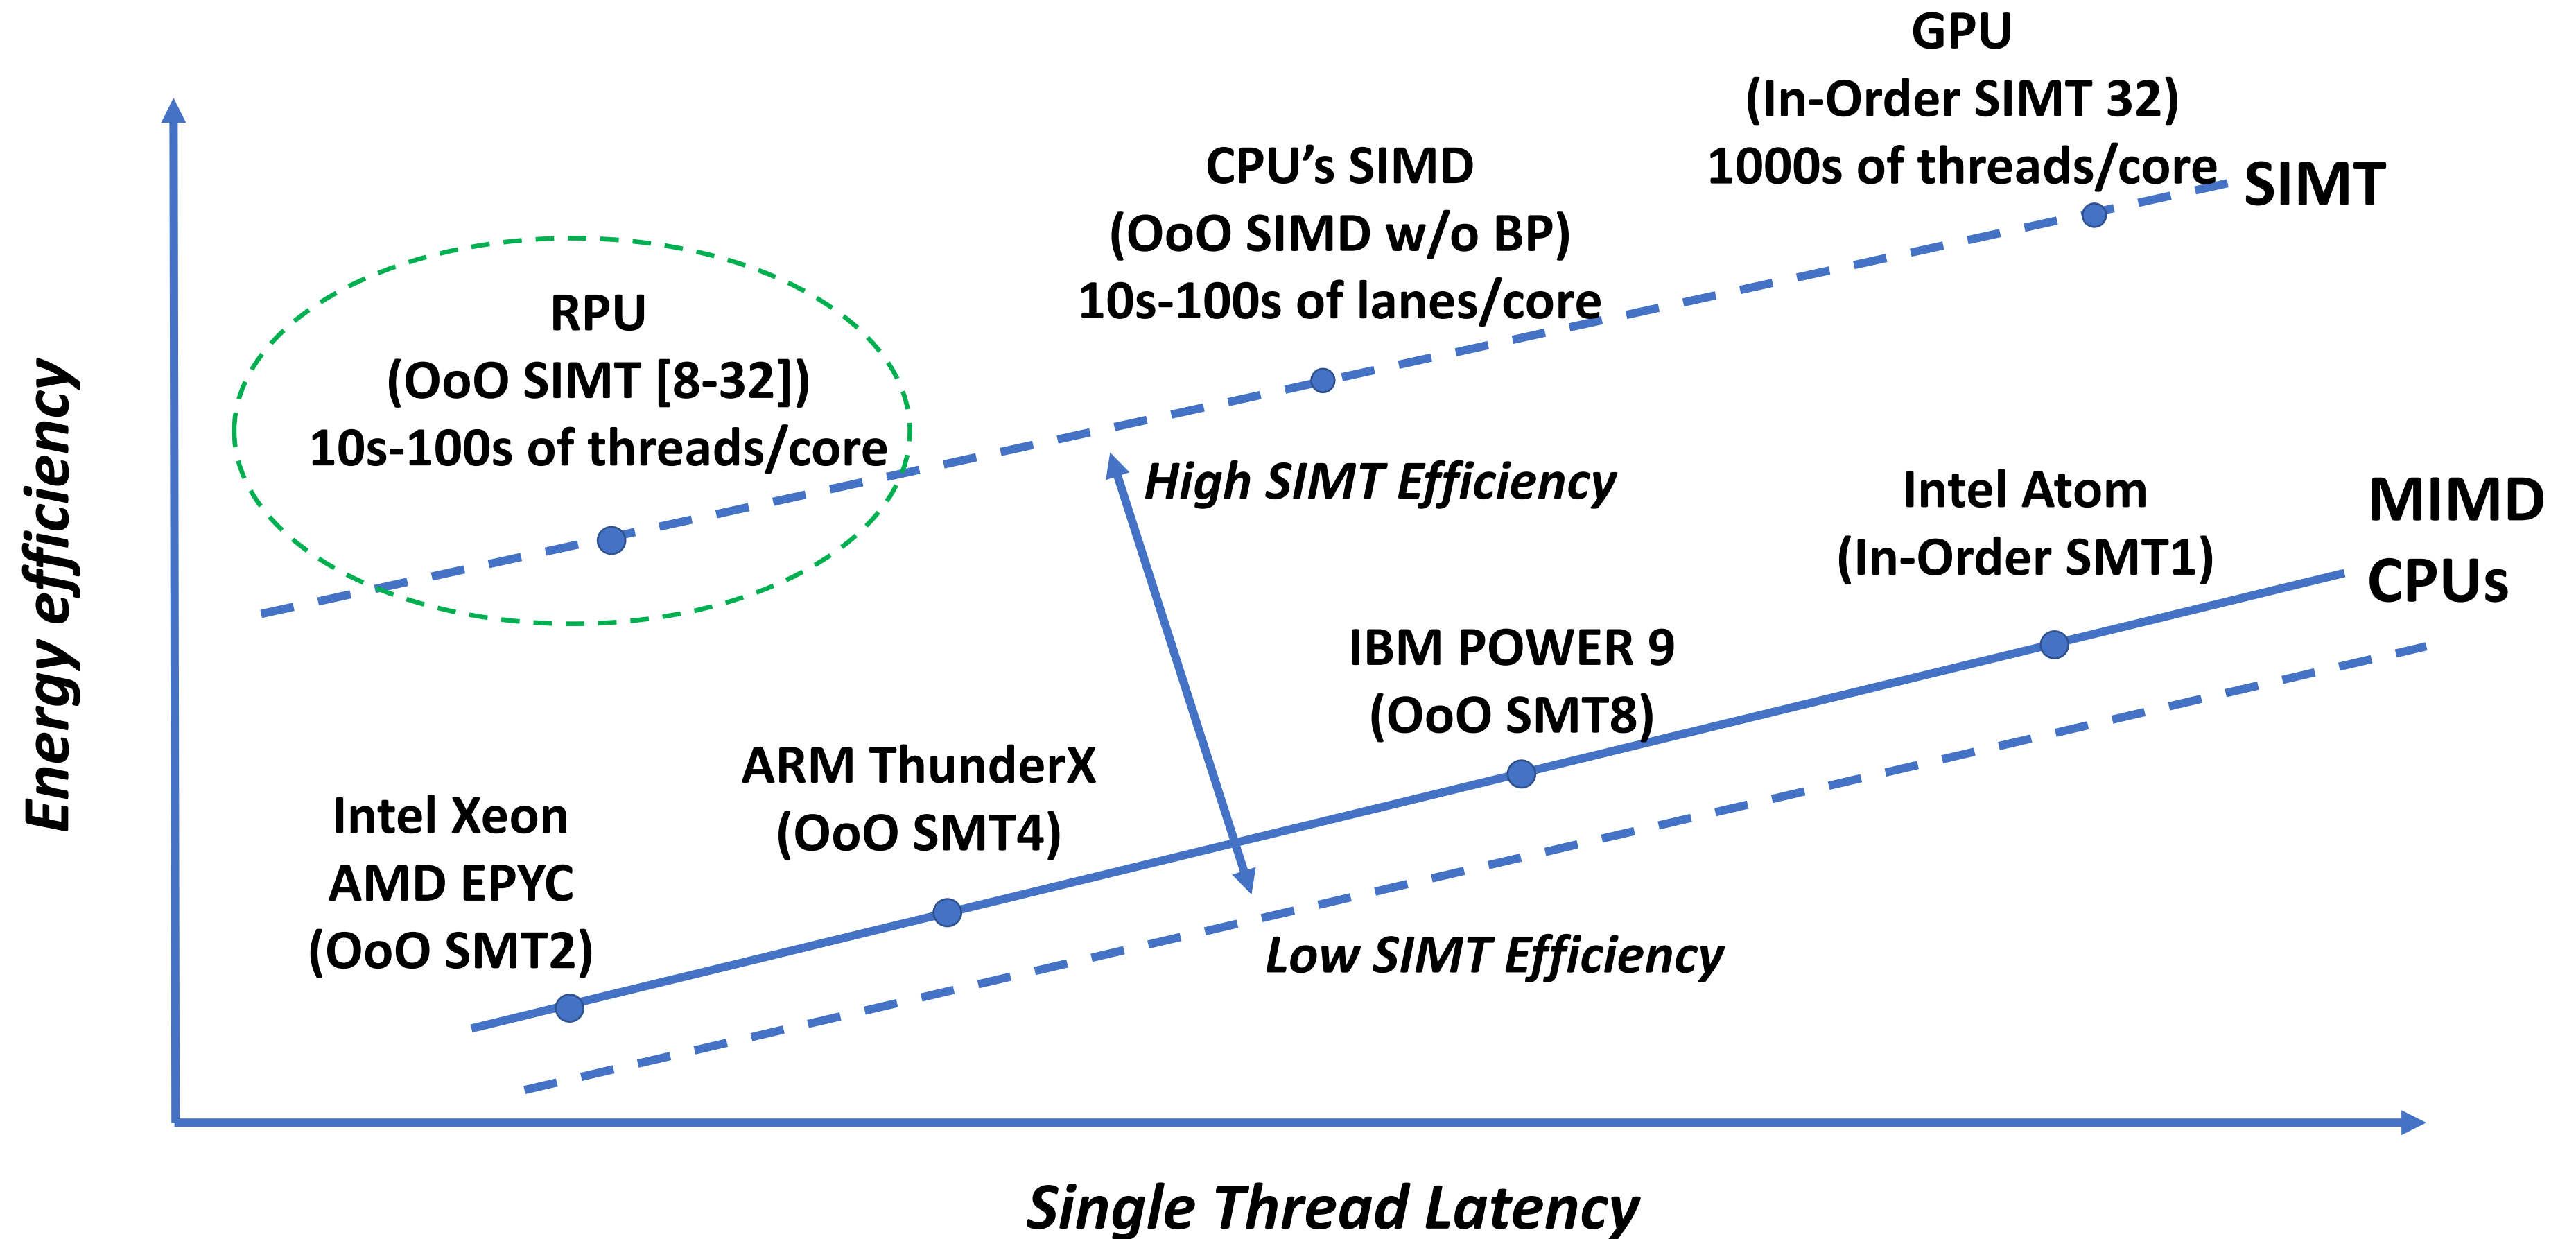 GPU
(In-Order SIMT 32)
1000s of threads/core
SIMT
CPU's SIMD
(OoO SIMD w/o BP)
10s-100s of lanes/core
RPU
(OoO SIMT [8-32])
10s-100s of threads/core
High SIMT Efficiency
Intel Atom
(In-Order SMT1)
MIMD
CPUs
IBM POWER 9
(OoO SMT8)
ARM ThunderX
(OoO SMT4)
Intel Xeon
AMD EPYC
(OoO SMT2)
Low SIMT Efficiency
Energy efficiency
Single Thread Latency